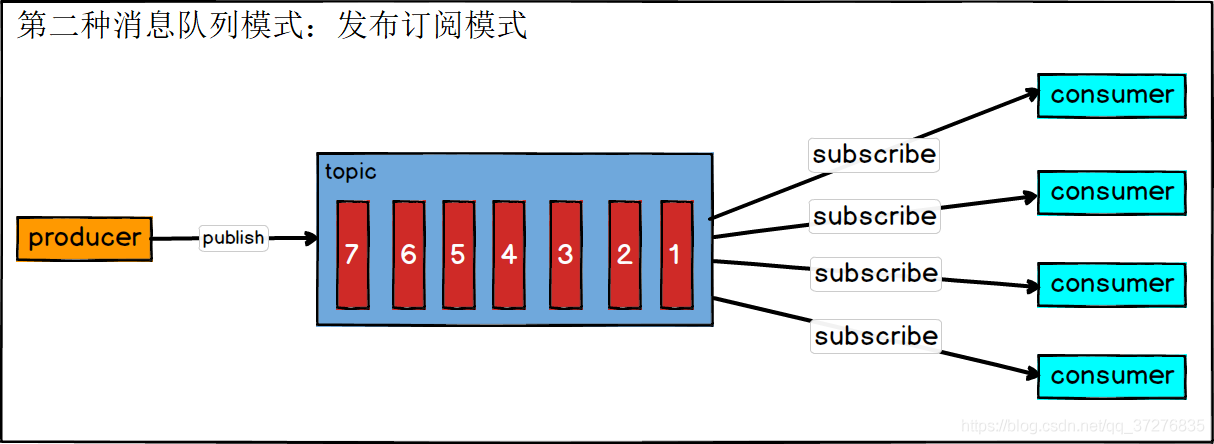 第二种消息队列模式：发布订阅模式
consumer
subscribe
topic
consumer
subscribe
producer
publish
7 6 5 4 3 2 1
subscribe
consumer
subscribe
consumer
https://blog.csdn.net/qq_37276835